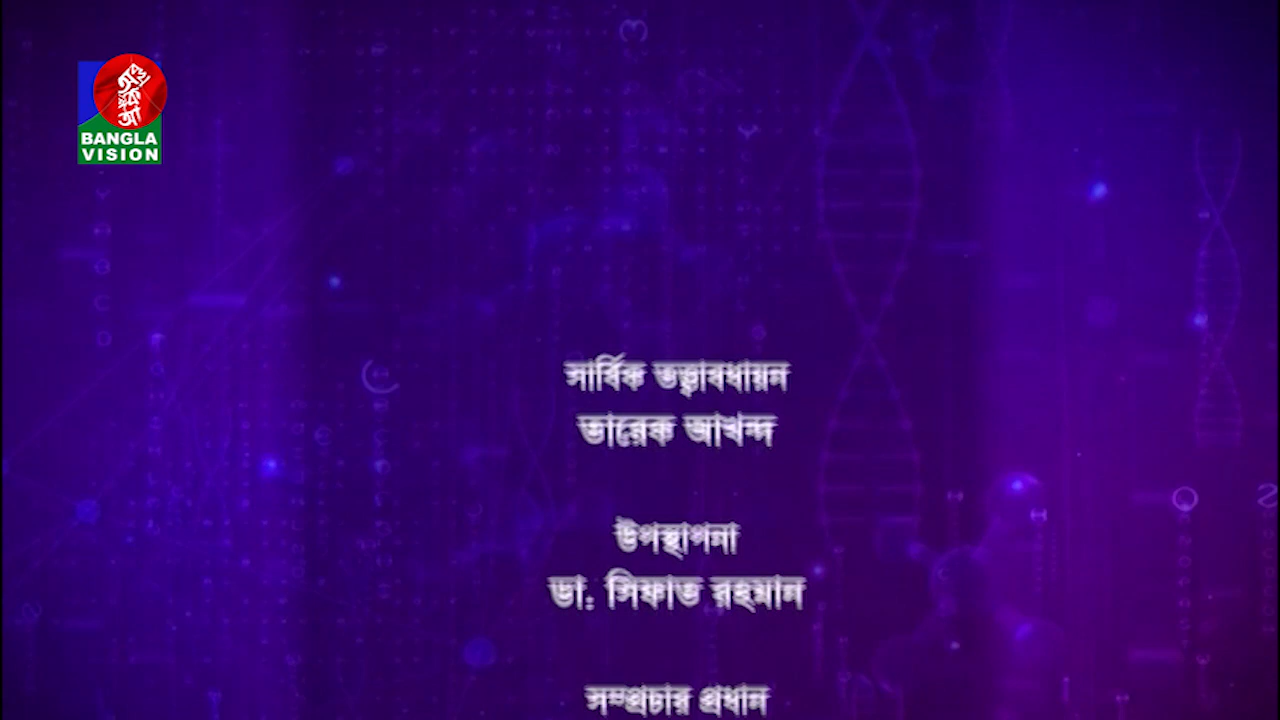 BANGLA
VISION
সার্বিক তত্ত্বাবধায়ন
তারেক আখন্দ
উপস্থাপনা
ডা. সিফাত রহমান
সম্প্রচার প্রধান